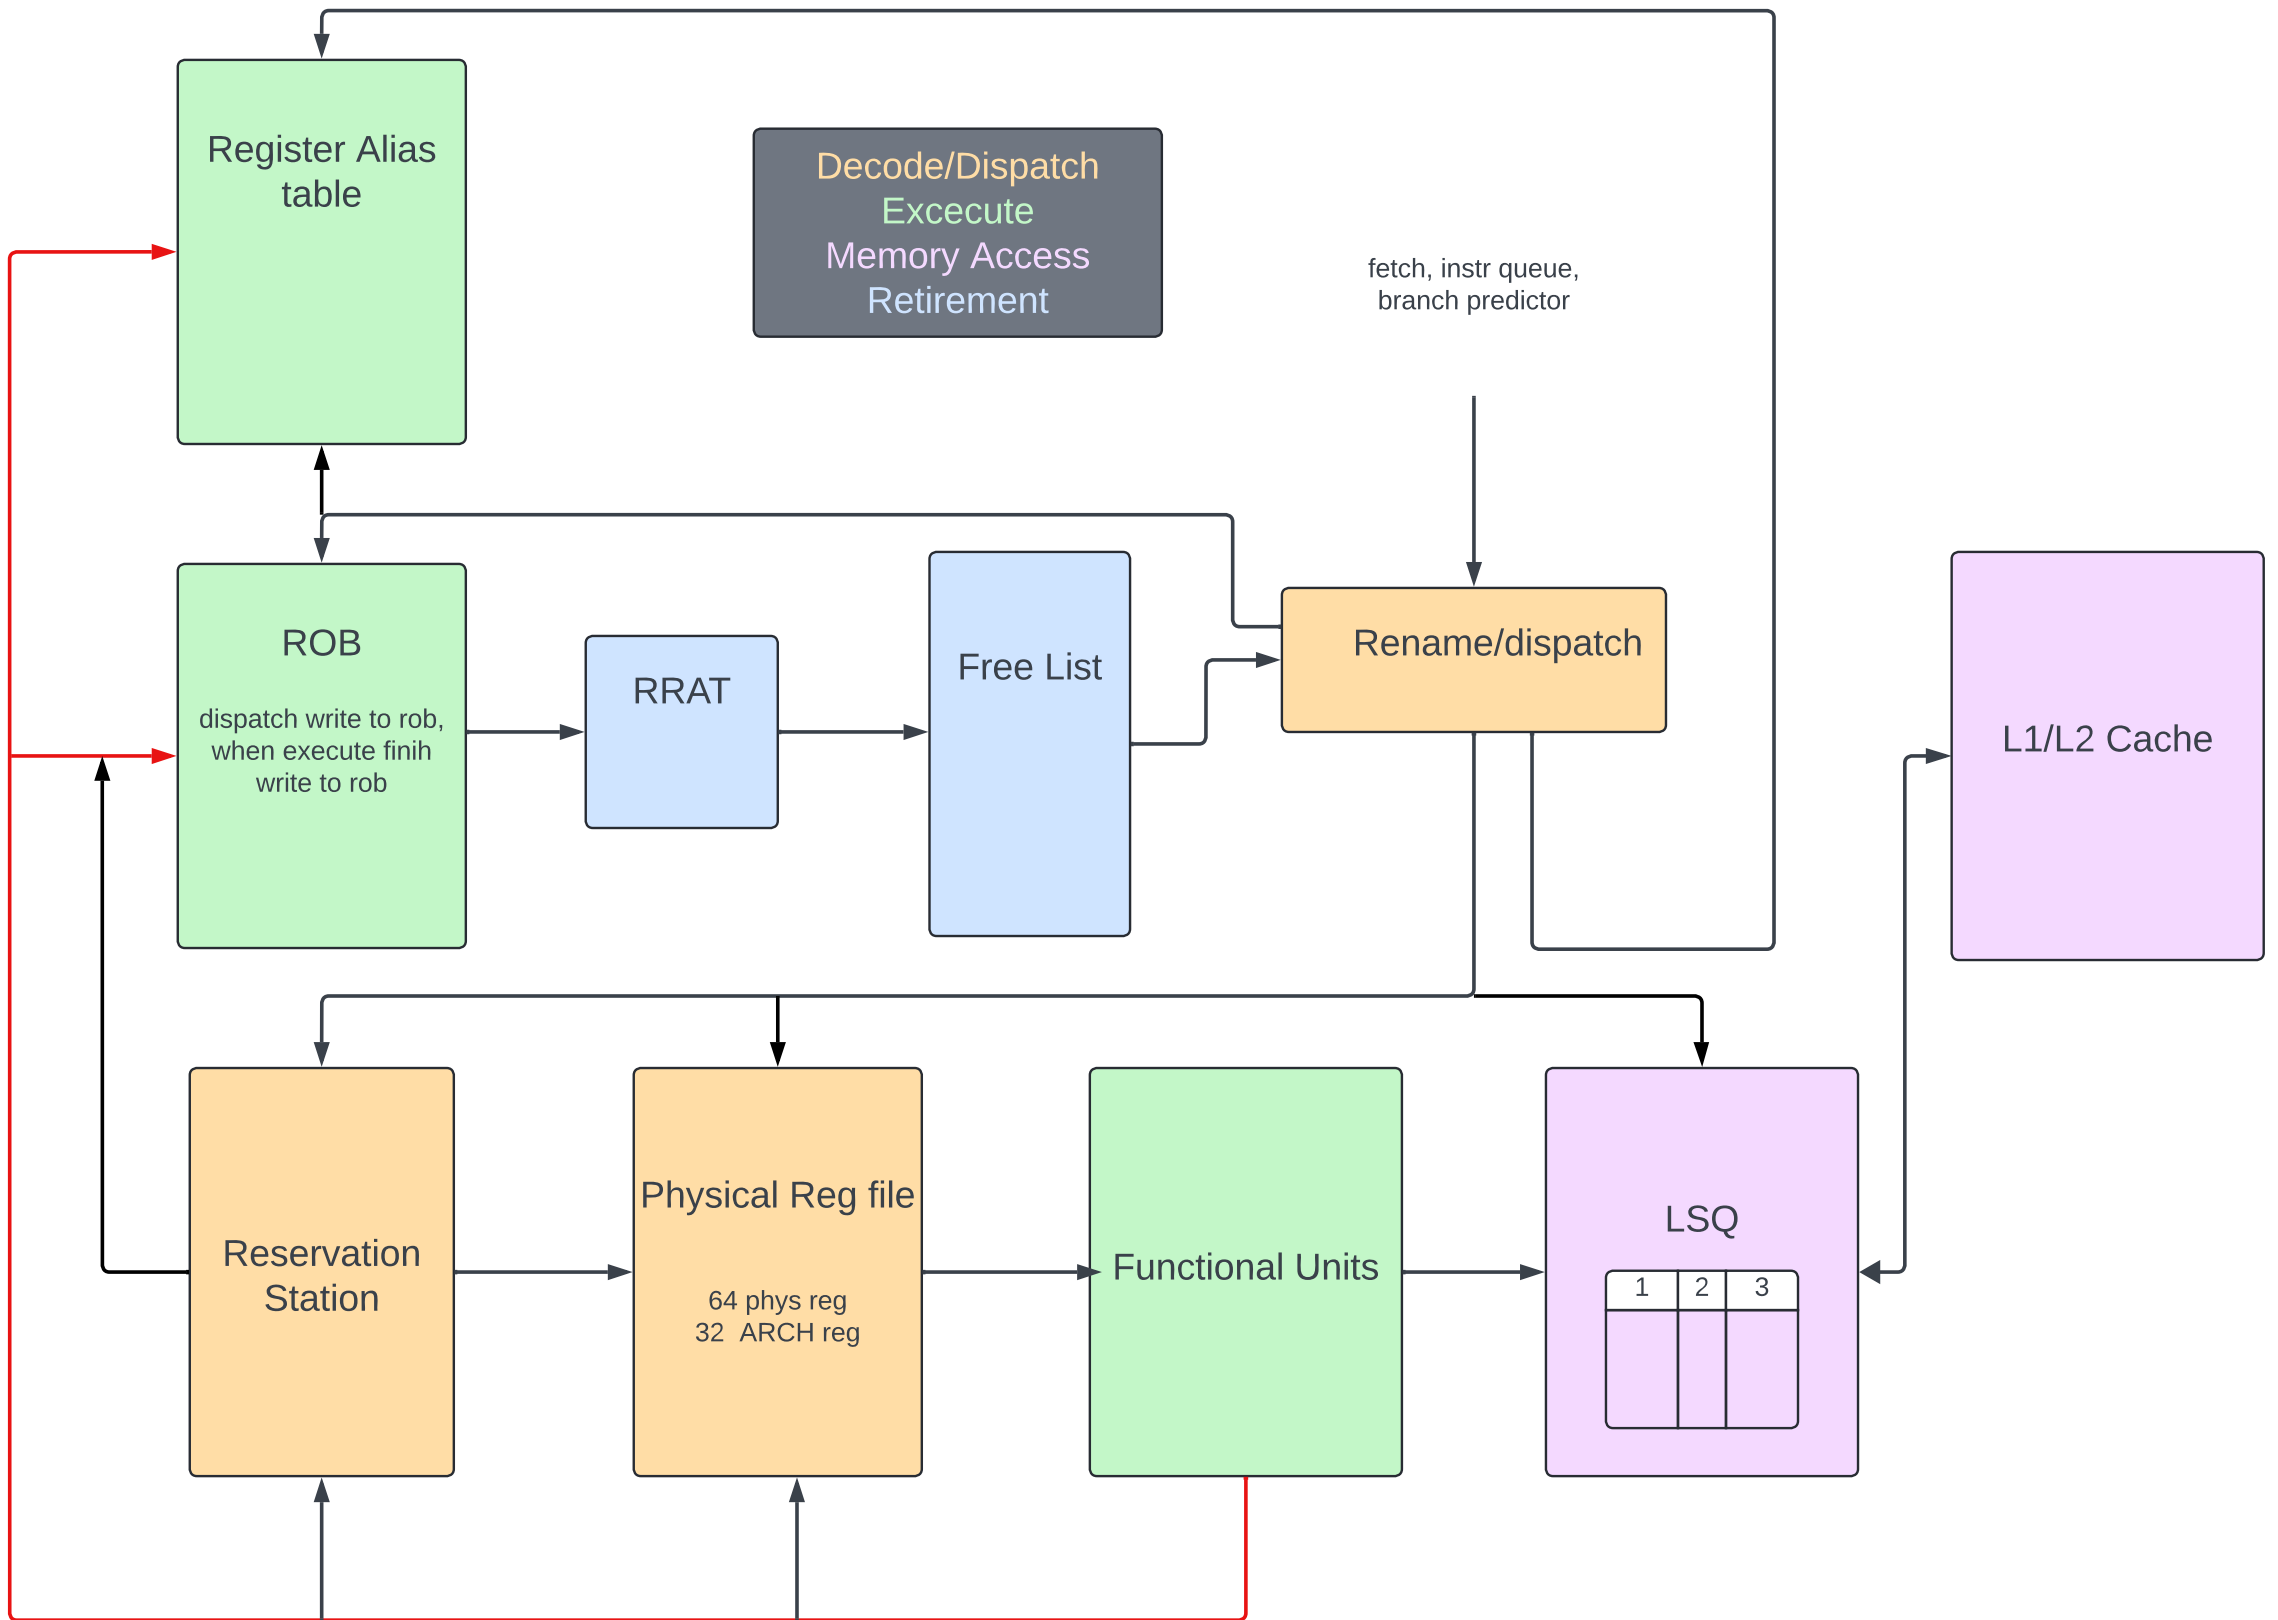 Register Alias
table
Decode/Dispatch
Excecute
Memory Access
Retirement
fetch, instr queue,
branch predictor
ROB
dispatch write to rob,
when execute finih
write to rob
RRAT
Free List
Rename/dispatch
L1/L2 Cache
Reservation
Station
Physical Reg file
64 phys reg
32 ARCH reg
Functional Units
LSQ
1 2 3